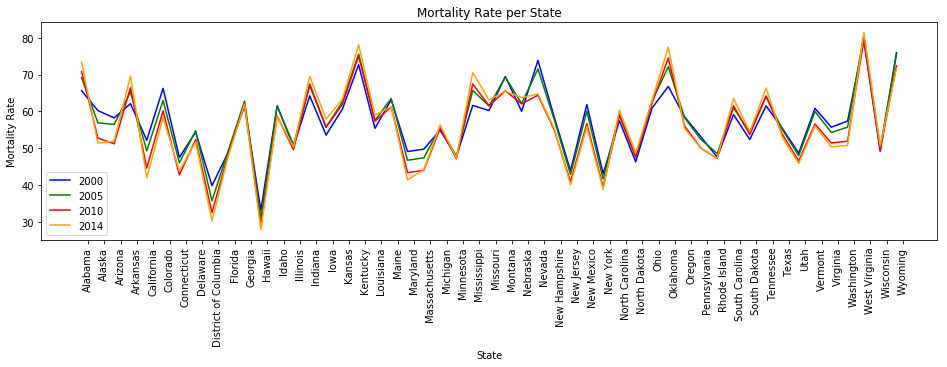 Mortality Rate per State
Mortality Rate
80
70
60
50
40
30
2000
2005
2010
2014
Alabama
Alaska
Arizona
Arkansas
California
Colorado
Connecticut
Delaware
District of Columbia
Florida
Georgia
Hawaii
Idaho
Illinois
Indiana
Iowa
Kansas
Kentucky
Louisiana
Maine
Maryland
Massachusetts
Michigan
Minnesota
Mississippi
Missouri
Montana
Nebraska
Nevada
New Hampshire
New Jersey
New Mexico
New York
North Carolina
North Dakota
Ohio
Oklahoma
Oregon
Pennsylvania
Rhode Island
South Carolina
South Dakota
Tennessee
Texas
Utah
Vermont
Virginia
Washington
West Virginia
Wisconsin
Wyoming
State